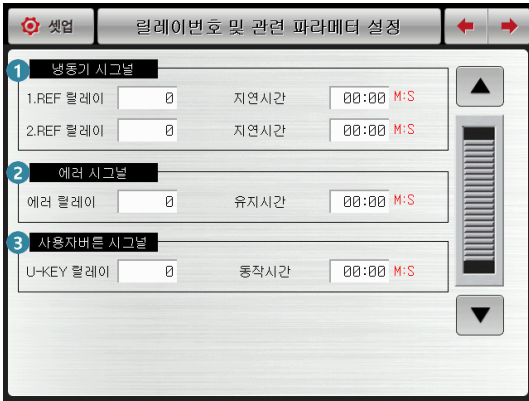 셋업 릴레이번호 및 관련 파라메터 설정
1 냉동기 시그널
1.REF 릴레이 0 지연시간 00:00 M:S
2.REF 릴레이 0 지연시간 00:00 M:S
2 에러 시그널
에러 릴레이 0 유지시간 00:00 M:S
3 사용자버튼 시그널
U-KEY 릴레이 0 동작시간 00:00 M:S